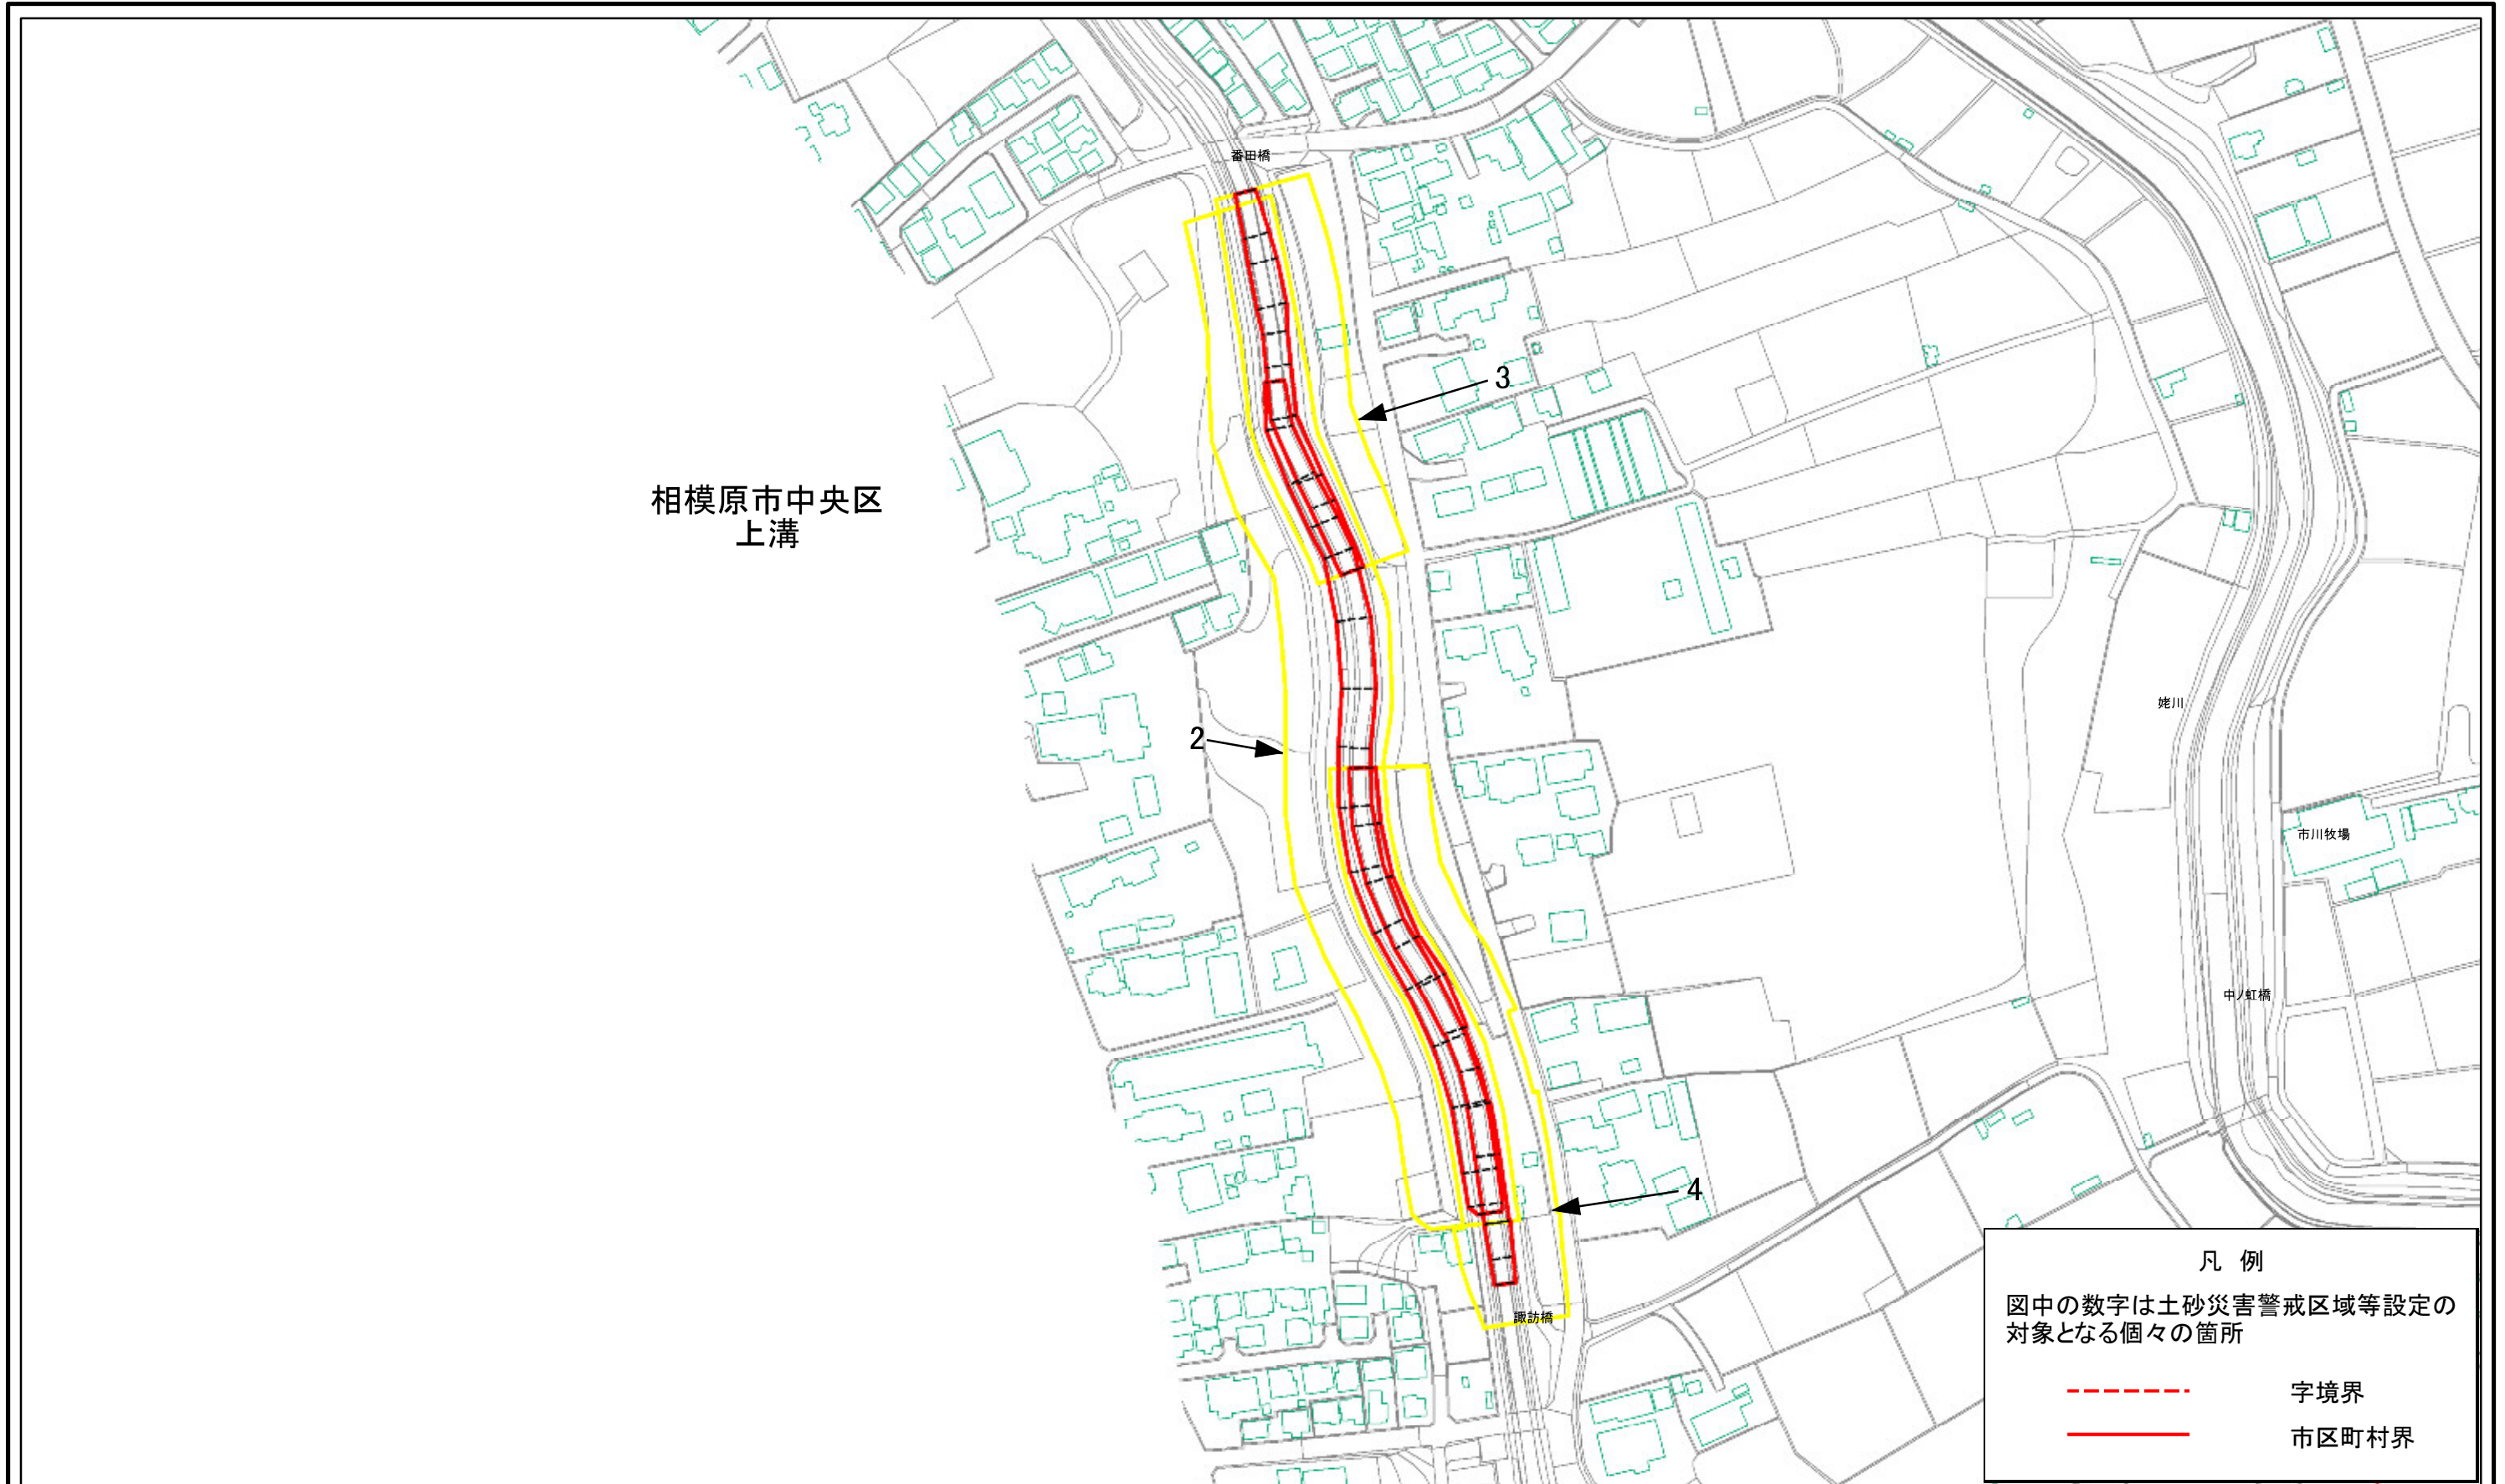 番田橋
3
相模原市中央区
上溝
姥川
2
市川牧場
中ノ虹橋
4
諏訪橋
凡 例
図中の数字は土砂災害警戒区域等設定の
対象となる個々の箇所
字境界
市区町村界